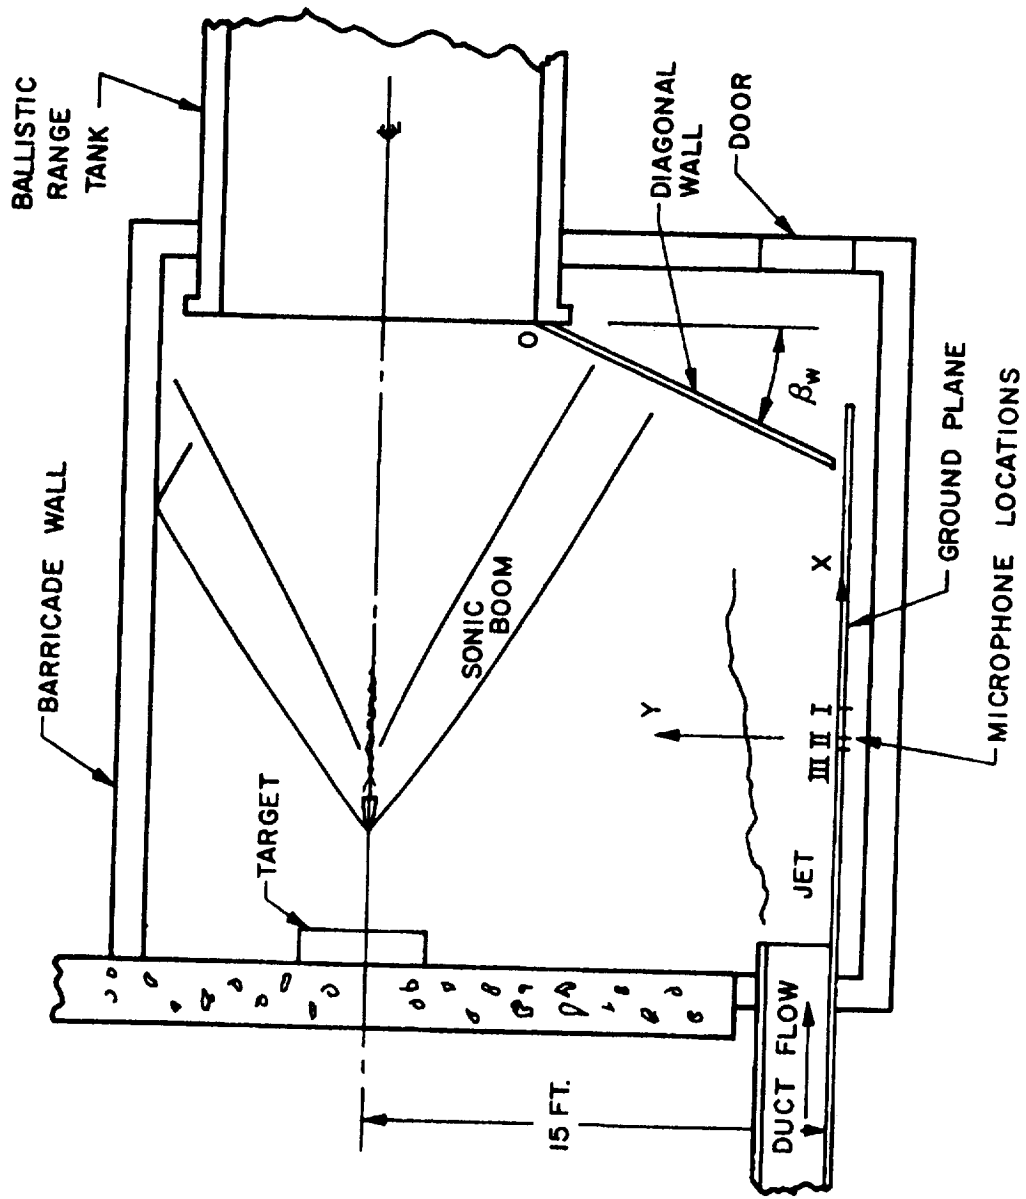 BALLISTIC
RANGE
TANK
℄
BARRICADE WALL
DIAGONAL
WALL
DOOR
O
βw
SONIC
BOOM
TARGET
X
Y
GROUND PLANE
MICROPHONE LOCATIONS
III II I
JET
DUCT FLOW
15 FT.